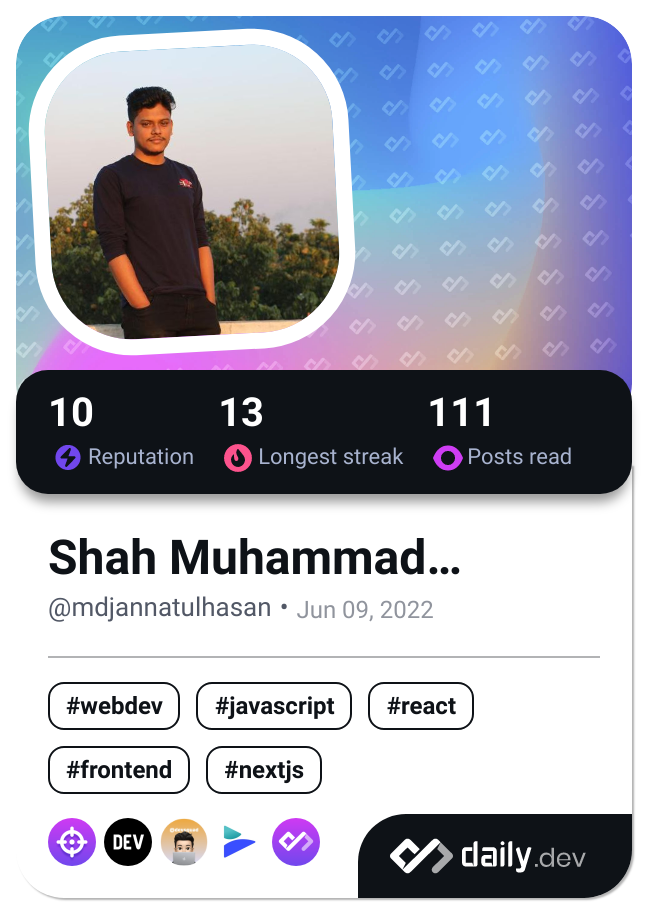 10 13 111
Reputation Longest streak Posts read
Shah Muhammad...
@mdjannatulhasan • Jun 09, 2022
#webdev #javascript #react
#frontend #nextjs
DEV
daily.dev